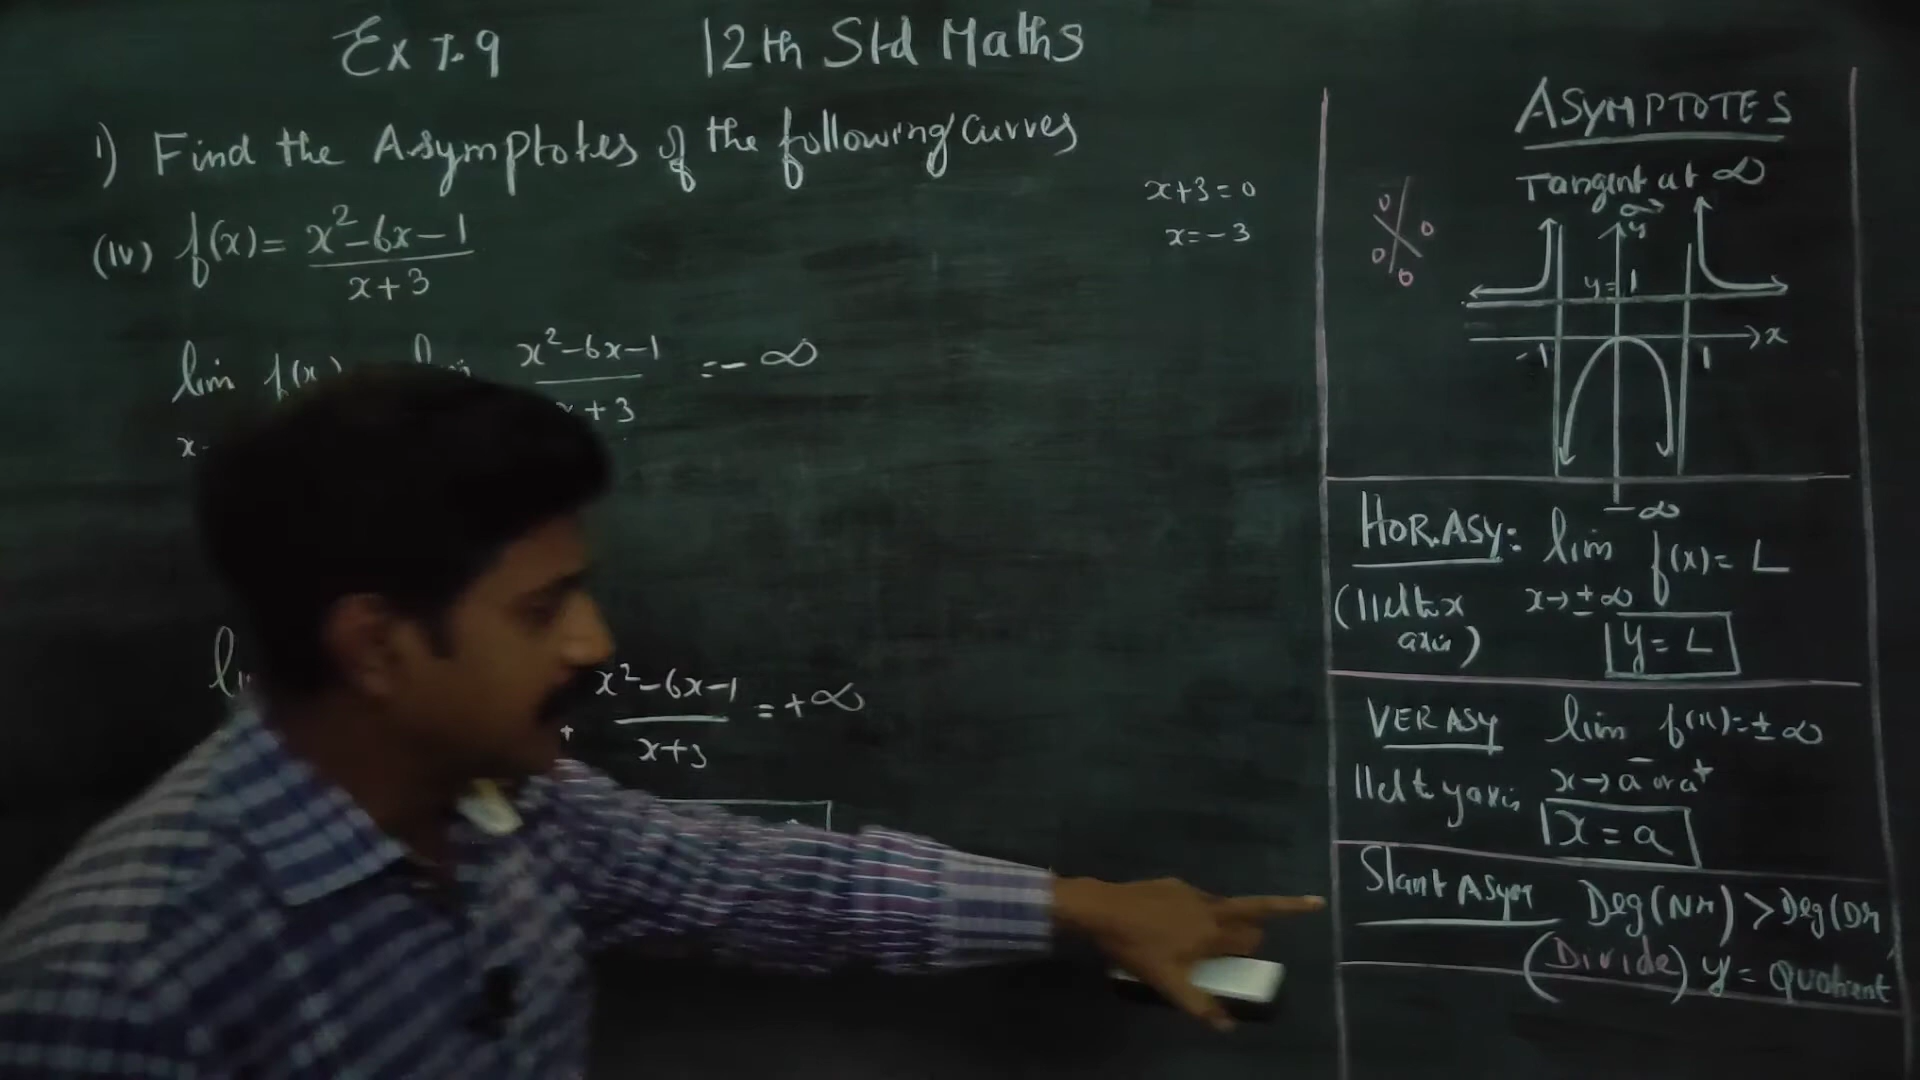 Ex 7.9 12th Std Maths
1) Find the Asymptotes of the following curves
(iv) f(x) = x²-6x-1 / x+3
x+3=0
x=-3
lim f(x) x²-6x-1 / x+3 = -∞
x²-6x-1 / x+3 = +∞
ASYMPTOTES
Tangent at ∞
∞
y
y=1
-1 1 x
-∞
HOR.ASY: lim f(x) = L
(||el to x axis) x→±∞
y = L
VER ASY lim f(x)=±∞
||el to y axis x→a⁻ or a⁺
x = a
Slant Asym Deg(Nr) > Deg(Dr
(Divide) y = Quotient